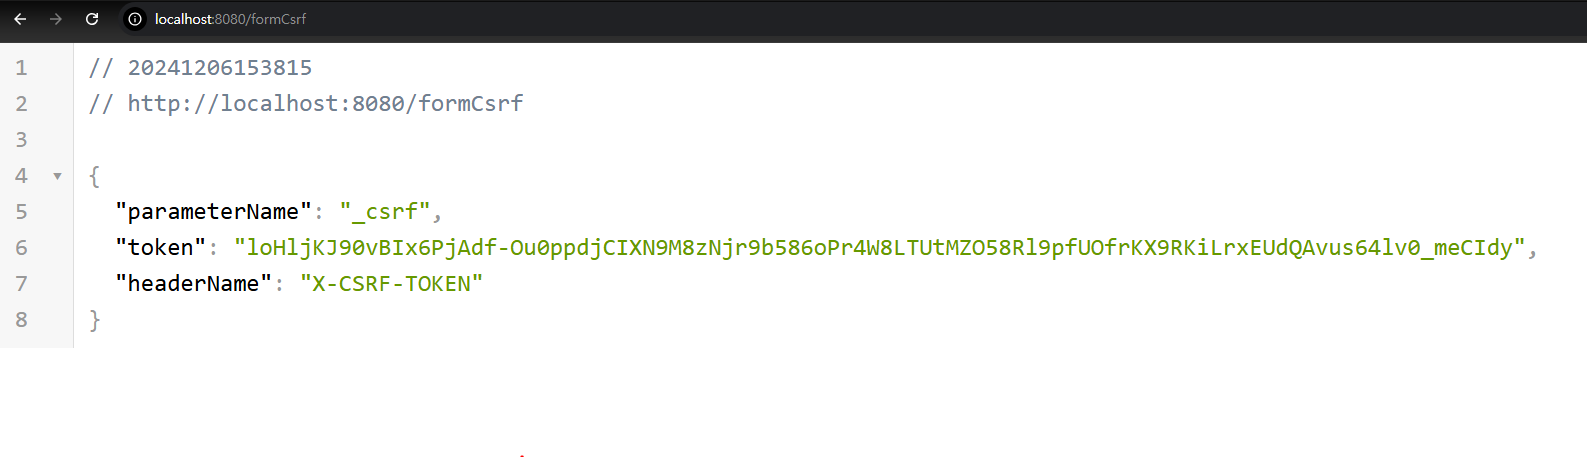 localhost:8080/formCsrf
1 // 20241206153815
2 // http://localhost:8080/formCsrf
3
4 {
5 "parameterName": "_csrf",
6 "token": "loHljKJ90vBIx6PjAdf-Ou0ppdjCIXN9M8zNjr9b586oPr4W8LTUtMZO58Rl9pfUOfrKX9RKiLrxEUdQAvus64lv0_meCIdy",
7 "headerName": "X-CSRF-TOKEN"
8 }